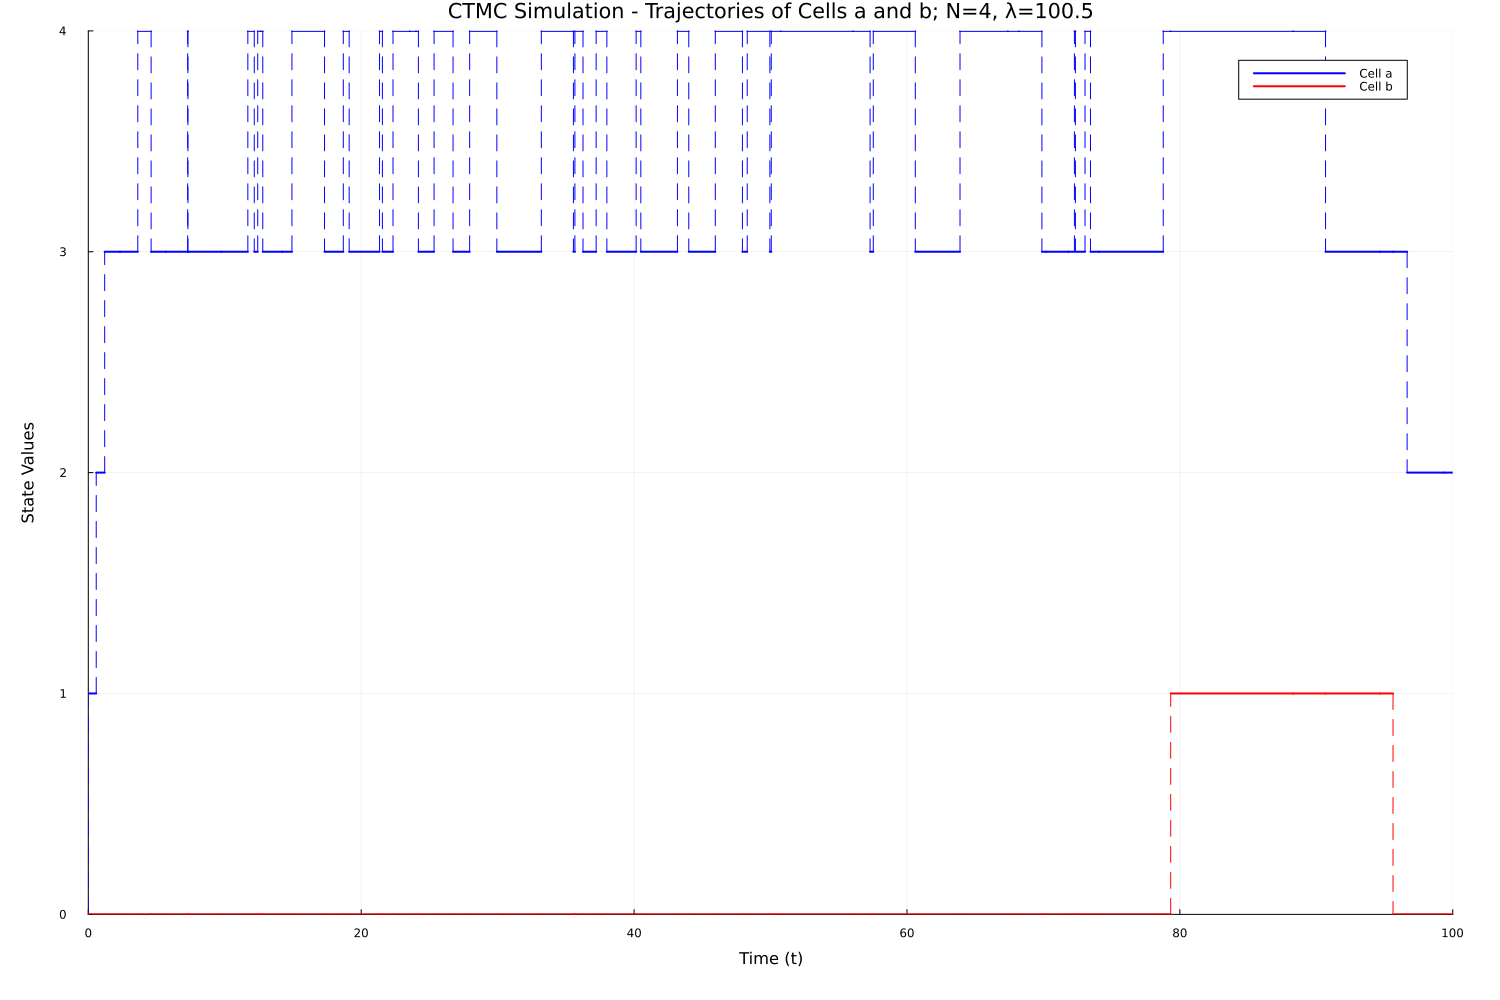 CTMC Simulation - Trajectories of Cells a and b; N=4, λ=100.5
4
Cell a
Cell b
3
State Values
2
1
0
0 20 40 60 80 100
Time (t)